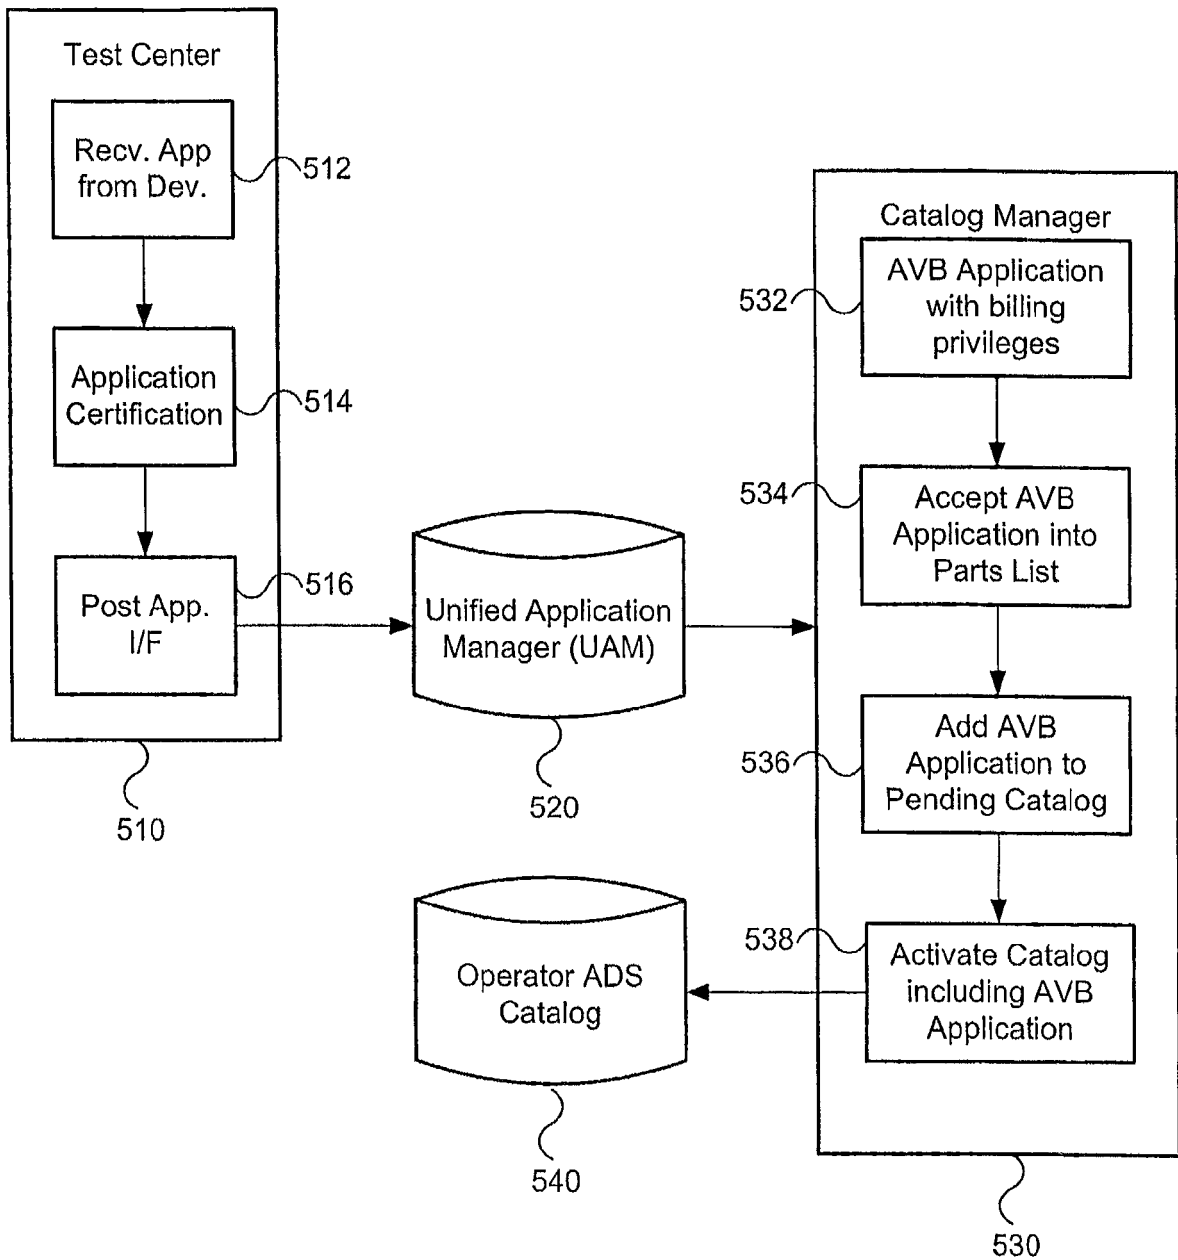 Test Center
Recv. App
from Dev.
512
Application
Certification
514
Post App.
I/F
516
510
Unified Application
Manager (UAM)
520
Catalog Manager
AVB Application
with billing
privileges
532
Accept AVB
Application into
Parts List
534
Add AVB
Application to
Pending Catalog
536
Activate Catalog
including AVB
Application
538
530
Operator ADS
Catalog
540